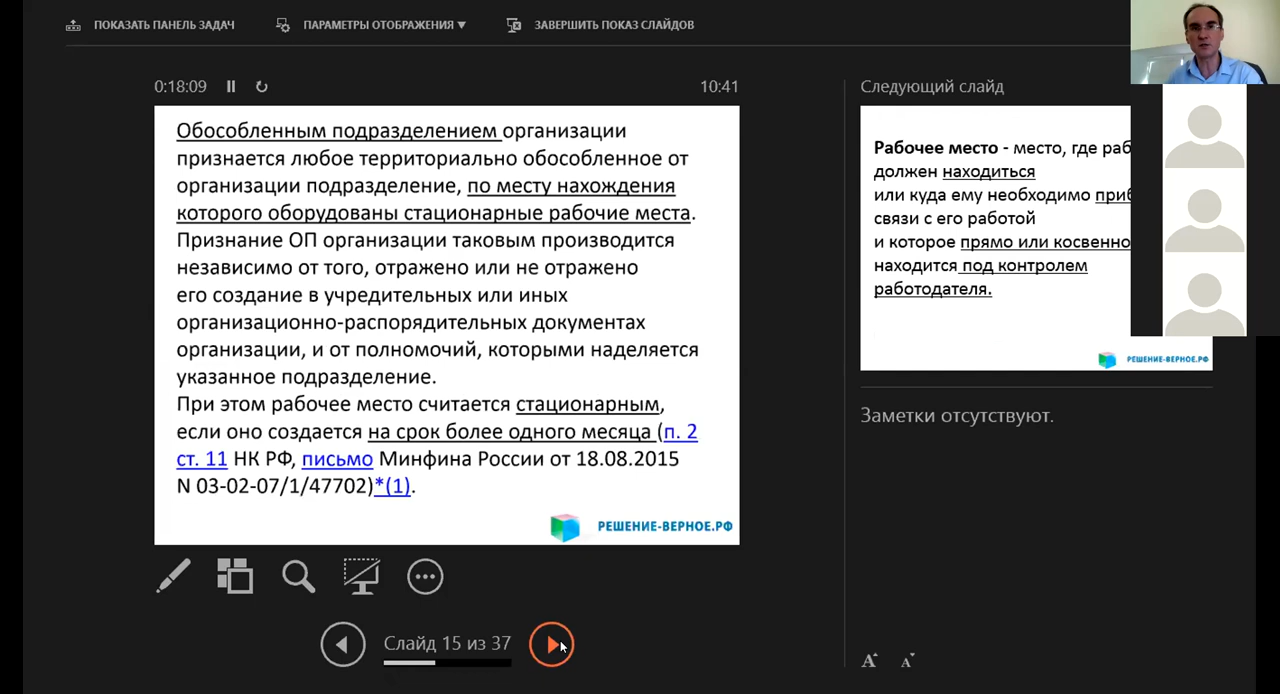 ПОКАЗАТЬ ПАНЕЛЬ ЗАДАЧ
ПАРАМЕТРЫ ОТОБРАЖЕНИЯ ▼
ЗАВЕРШИТЬ ПОКАЗ СЛАЙДОВ
0:18:09
10:41
Обособленным подразделением организации
признается любое территориально обособленное от
организации подразделение, по месту нахождения
которого оборудованы стационарные рабочие места.
Признание ОП организации таковым производится
независимо от того, отражено или не отражено
его создание в учредительных или иных
организационно-распорядительных документах
организации, и от полномочий, которыми наделяется
указанное подразделение.
При этом рабочее место считается стационарным,
если оно создается на срок более одного месяца (п. 2
ст. 11 НК РФ, письмо Минфина России от 18.08.2015
N 03-02-07/1/47702)*(1).
РЕШЕНИЕ-ВЕРНОЕ.РФ
Слайд 15 из 37
Следующий слайд
Рабочее место - место, где
должен находиться
или куда ему необходимо
связи с его работой
и которое прямо или косвенно
находится под контролем
работодателя.
РЕШЕНИЕ-ВЕРНОЕ.РФ
Заметки отсутствуют.
A A